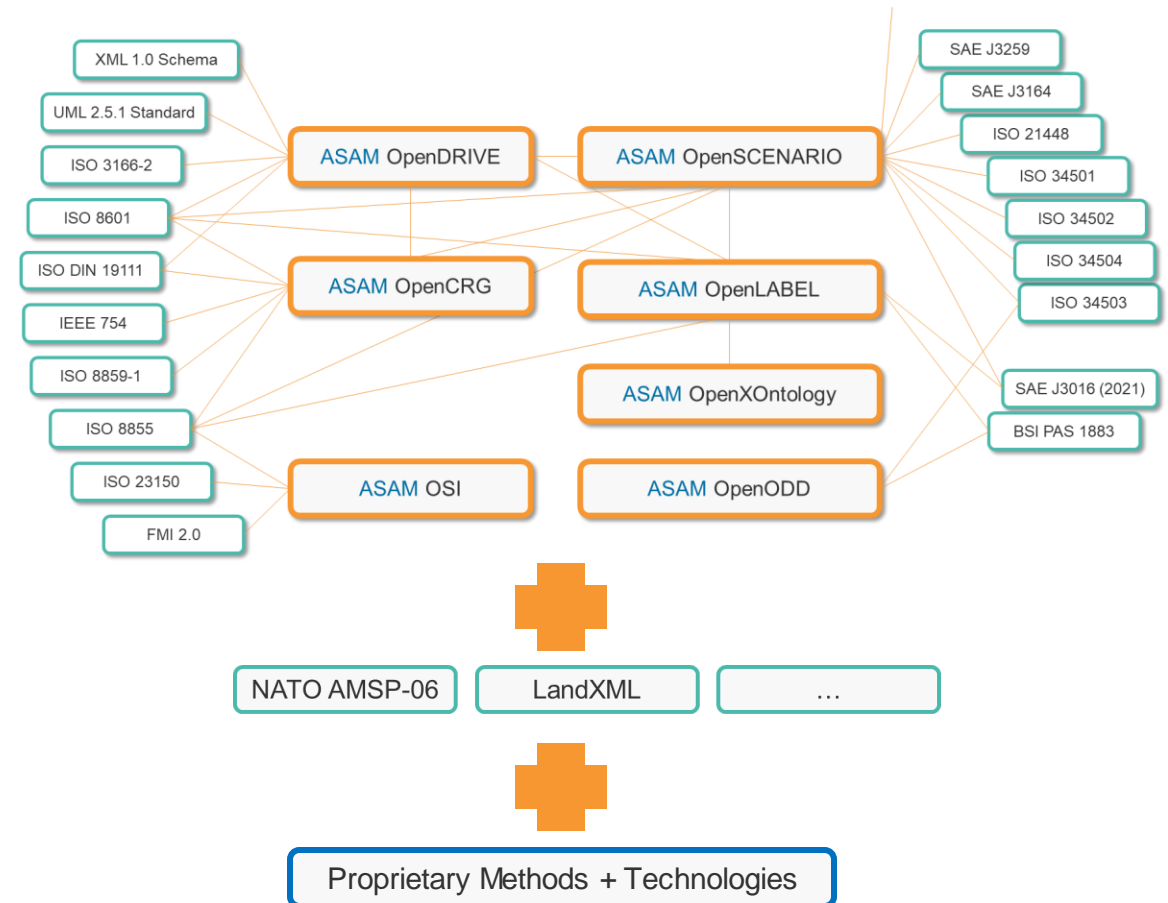 XML 1.0 Schema
UML 2.5.1 Standard
ISO 3166-2
ISO 8601
ISO DIN 19111
IEEE 754
ISO 8859-1
ISO 8855
ISO 23150
FMI 2.0
ASAM OpenDRIVE
ASAM OpenCRG
ASAM OSI
ASAM OpenSCENARIO
ASAM OpenLABEL
ASAM OpenXOntology
ASAM OpenODD
SAE J3259
SAE J3164
ISO 21448
ISO 34501
ISO 34502
ISO 34504
ISO 34503
SAE J3016 (2021)
BSI PAS 1883
NATO AMSP-06
LandXML
…
Proprietary Methods + Technologies